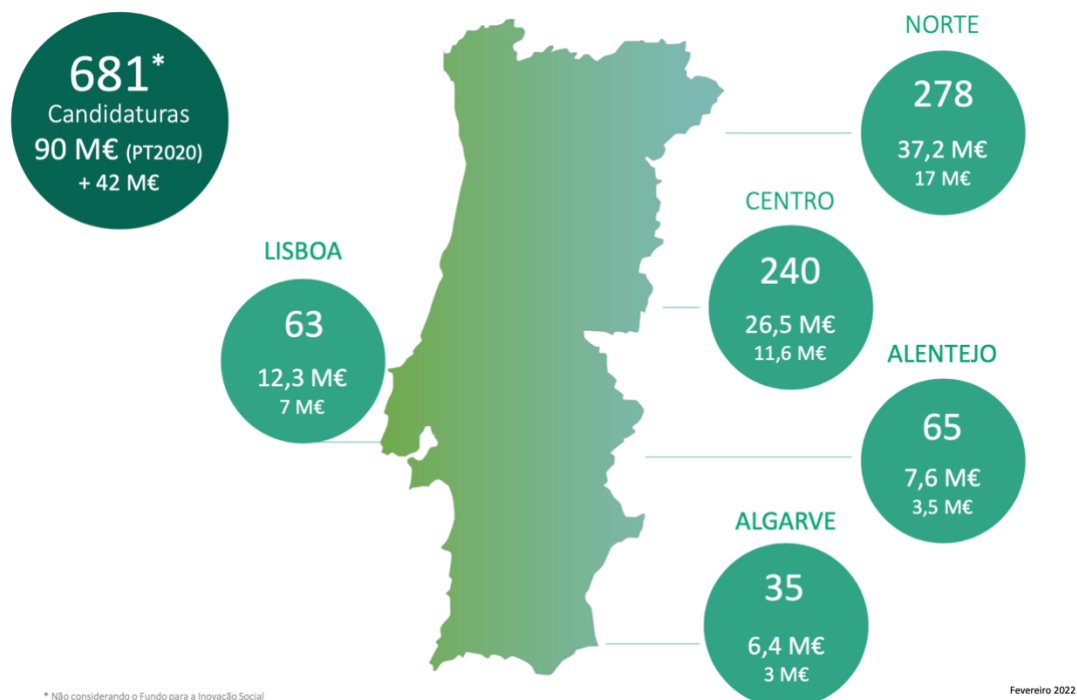 681*
Candidaturas
90 M€ (PT2020)
+ 42 M€
NORTE
278
37,2 M€
17 M€
CENTRO
240
26,5 M€
11,6 M€
LISBOA
63
12,3 M€
7 M€
ALENTEJO
65
7,6 M€
3,5 M€
ALGARVE
35
6,4 M€
3 M€
* Não considerando o Fundo para a Inovação Social
Fevereiro 2022